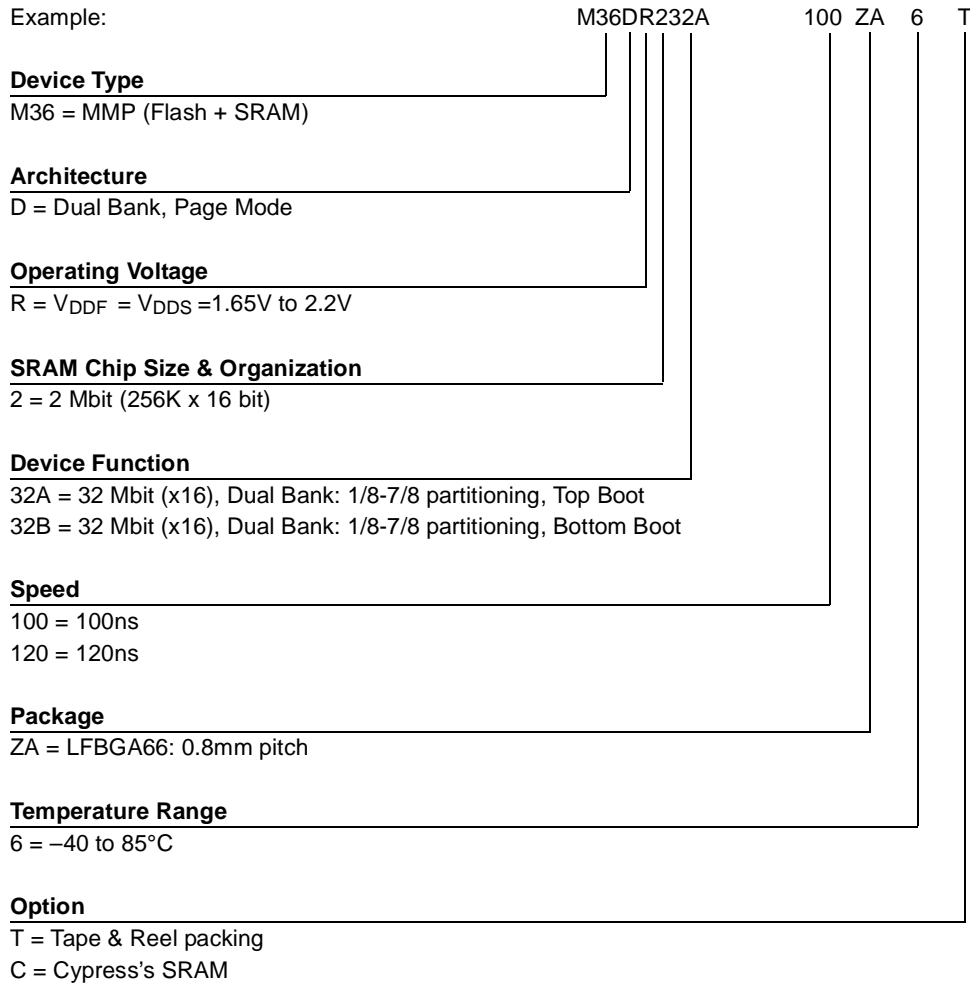 Example: M36DR232A 100 ZA 6 T
Device Type
M36 = MMP (Flash + SRAM)
Architecture
D = Dual Bank, Page Mode
Operating Voltage
R = VDDF = VDDS =1.65V to 2.2V
SRAM Chip Size & Organization
2 = 2 Mbit (256K x 16 bit)
Device Function
32A = 32 Mbit (x16), Dual Bank: 1/8-7/8 partitioning, Top Boot
32B = 32 Mbit (x16), Dual Bank: 1/8-7/8 partitioning, Bottom Boot
Speed
100 = 100ns
120 = 120ns
Package
ZA = LFBGA66: 0.8mm pitch
Temperature Range
6 = –40 to 85°C
Option
T = Tape & Reel packing
C = Cypress's SRAM